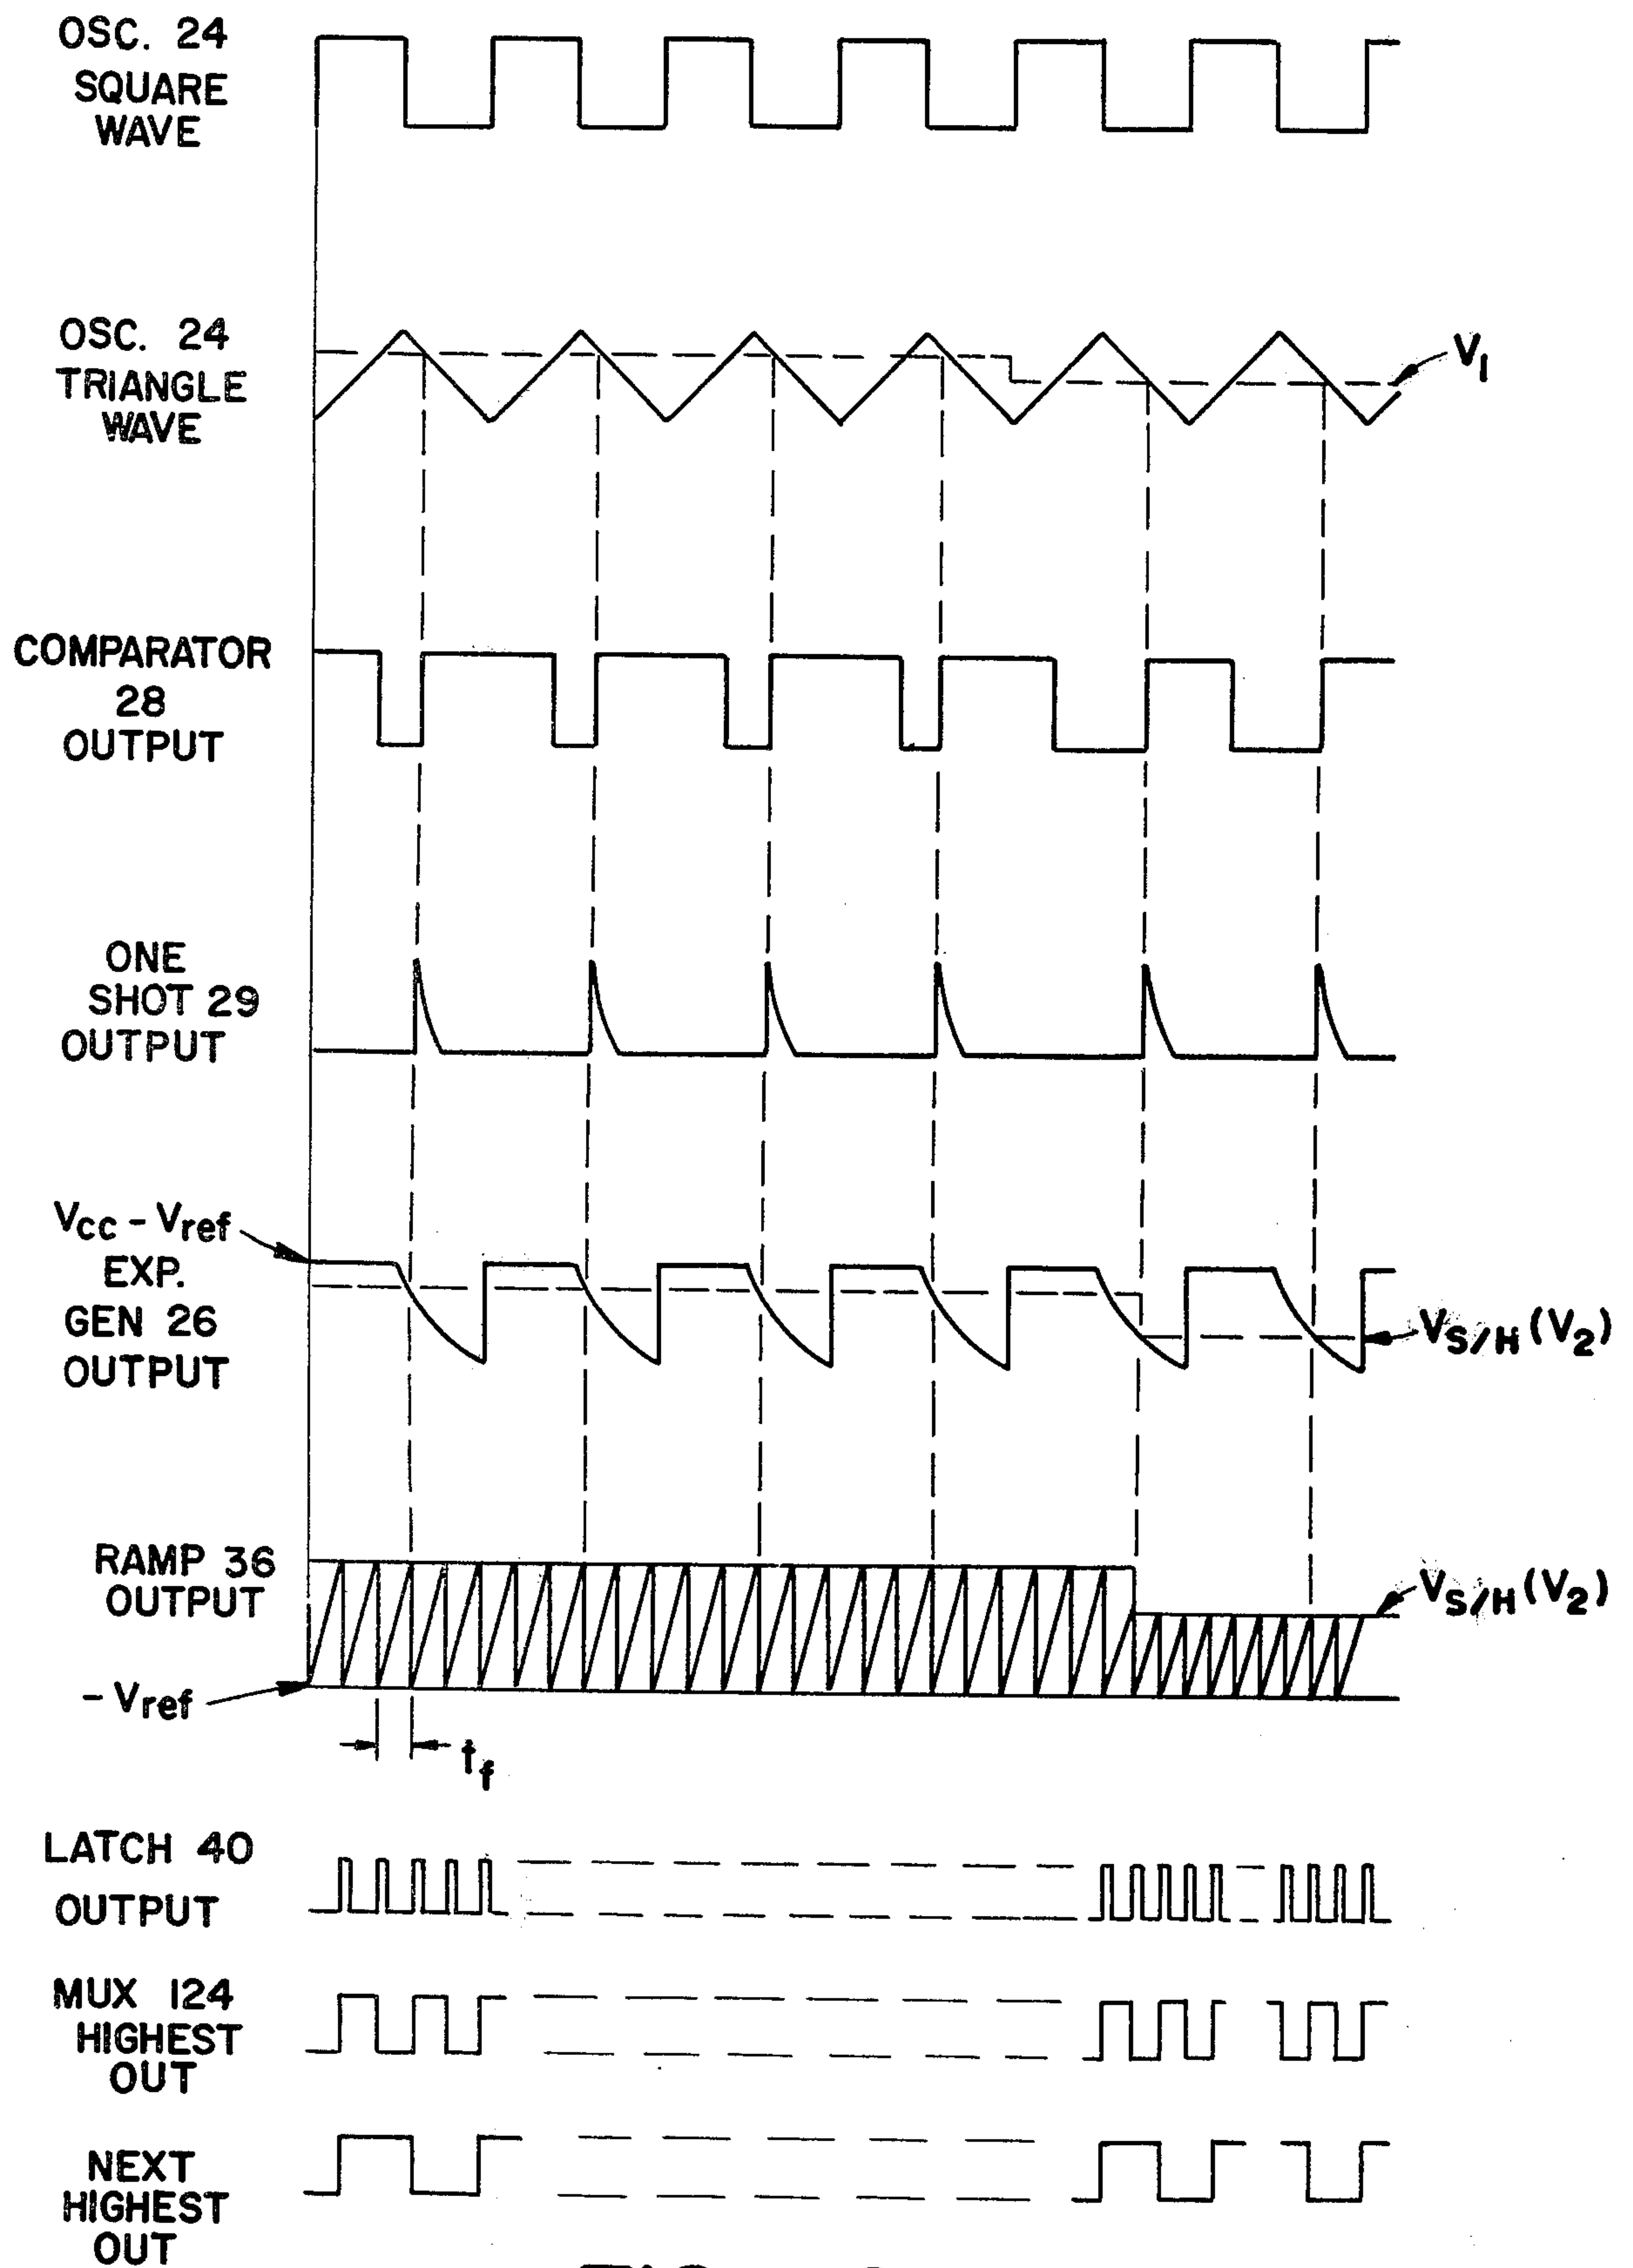 OSC. 24
SQUARE
WAVE
OSC. 24
TRIANGLE
WAVE
V1
COMPARATOR
28
OUTPUT
ONE
SHOT 29
OUTPUT
Vcc - Vref
EXP.
GEN 26
OUTPUT
VS/H (V2)
RAMP 36
OUTPUT
VS/H (V2)
- Vref
tf
LATCH 40
OUTPUT
MUX 124
HIGHEST
OUT
NEXT
HIGHEST
OUT